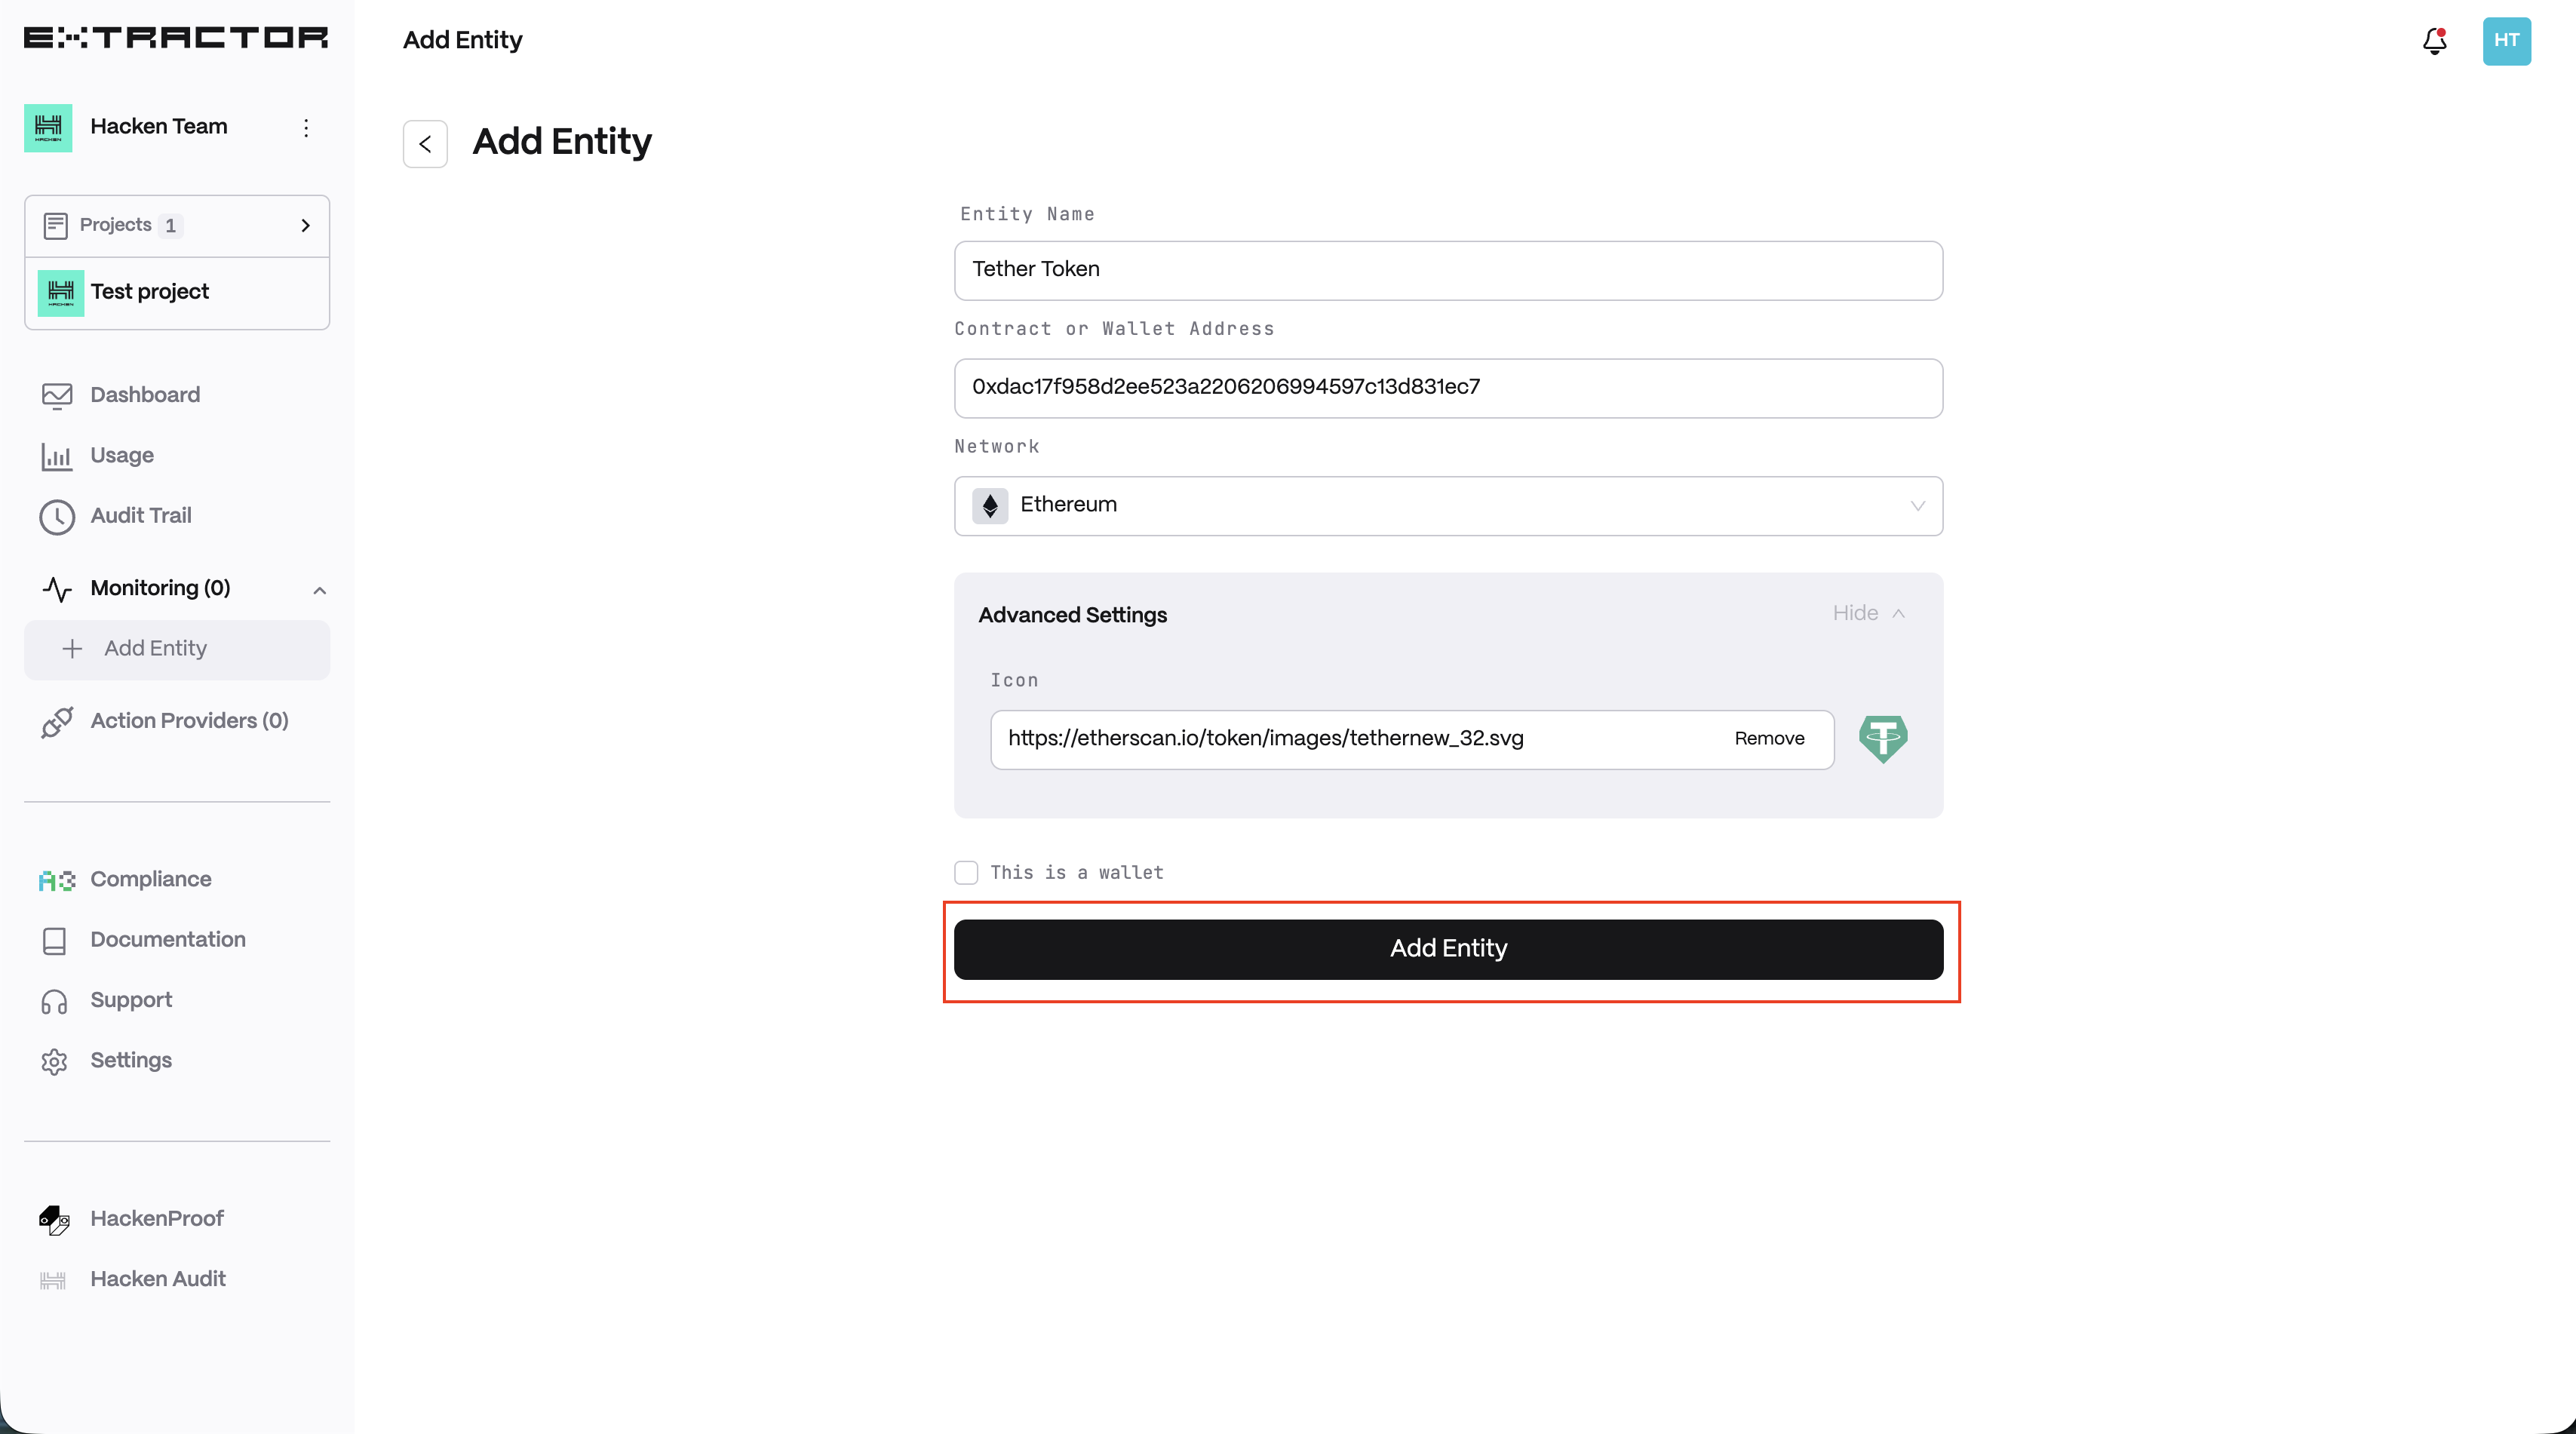 EXTRACTOR
Add Entity
HT
HACKEN
Hacken Team
Projects 1
HACKEN
Test project
Dashboard
Usage
Audit Trail
Monitoring (0)
Add Entity
Action Providers (0)
Compliance
Documentation
Support
Settings
HackenProof
Hacken Audit
Add Entity
Entity Name
Tether Token
Contract or Wallet Address
0xdac17f958d2ee523a2206206994597c13d831ec7
Network
Ethereum
Advanced Settings
Hide
Icon
https://etherscan.io/token/images/tethernew_32.svg
Remove
This is a wallet
Add Entity